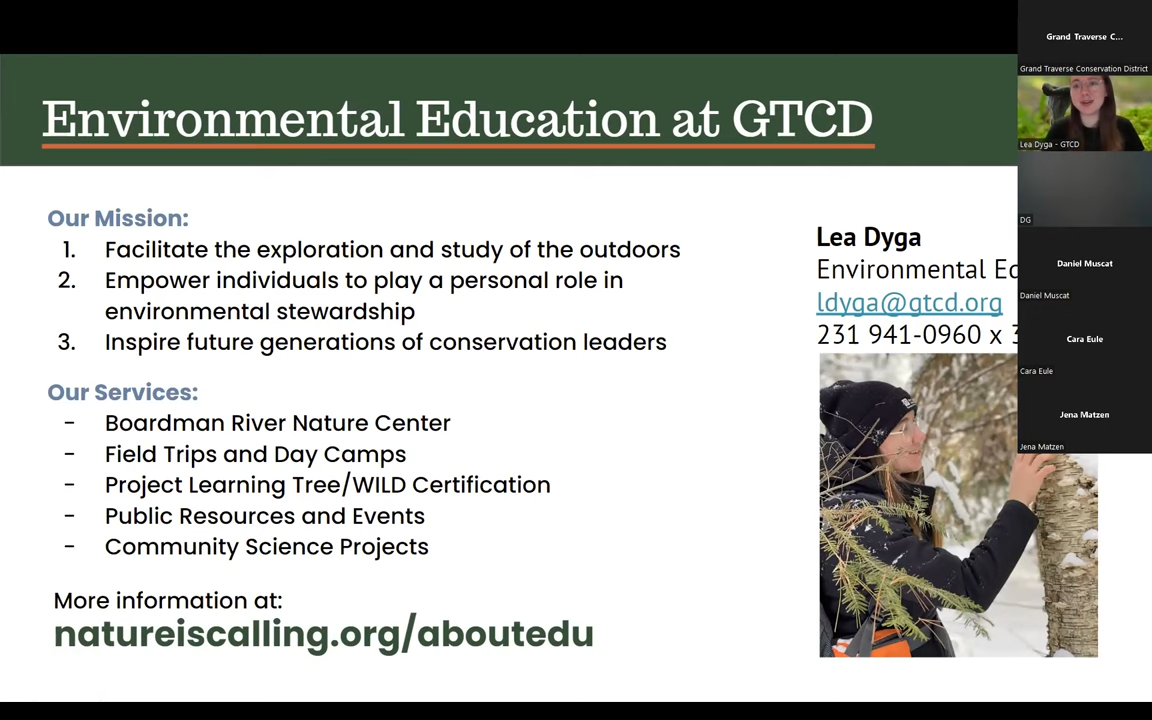 Environmental Education at GTCD
Our Mission:
1. Facilitate the exploration and study of the outdoors
2. Empower individuals to play a personal role in
environmental stewardship
3. Inspire future generations of conservation leaders
Our Services:
- Boardman River Nature Center
- Field Trips and Day Camps
- Project Learning Tree/WILD Certification
- Public Resources and Events
- Community Science Projects
More information at:
natureiscalling.org/aboutedu
Lea Dyga
Environmental
ldyga@gtcd.org
231 941-0960 x
Grand Traverse C...
Grand Traverse Conservation District
Lea Dyga - GTCD
DG
Daniel Muscat
Daniel Muscat
Cara Eule
Cara Eule
Jena Matzen
Jena Matzen